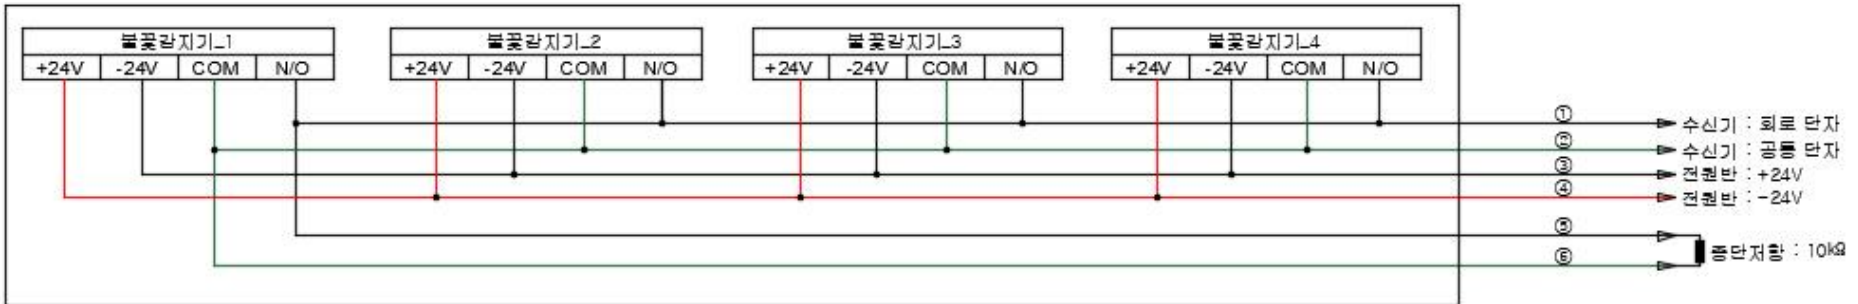 불꽃감지기_1 불꽃감지기_2 불꽃감지기_3 불꽃감지기_4
+24V -24V COM N/O +24V -24V COM N/O +24V -24V COM N/O +24V -24V COM N/O
① 수신기 : 회로 단자
② 수신기 : 공통 단자
③ 전원반 : +24V
④ 전원반 : -24V
⑤
⑥ 종단저항 : 10kΩ